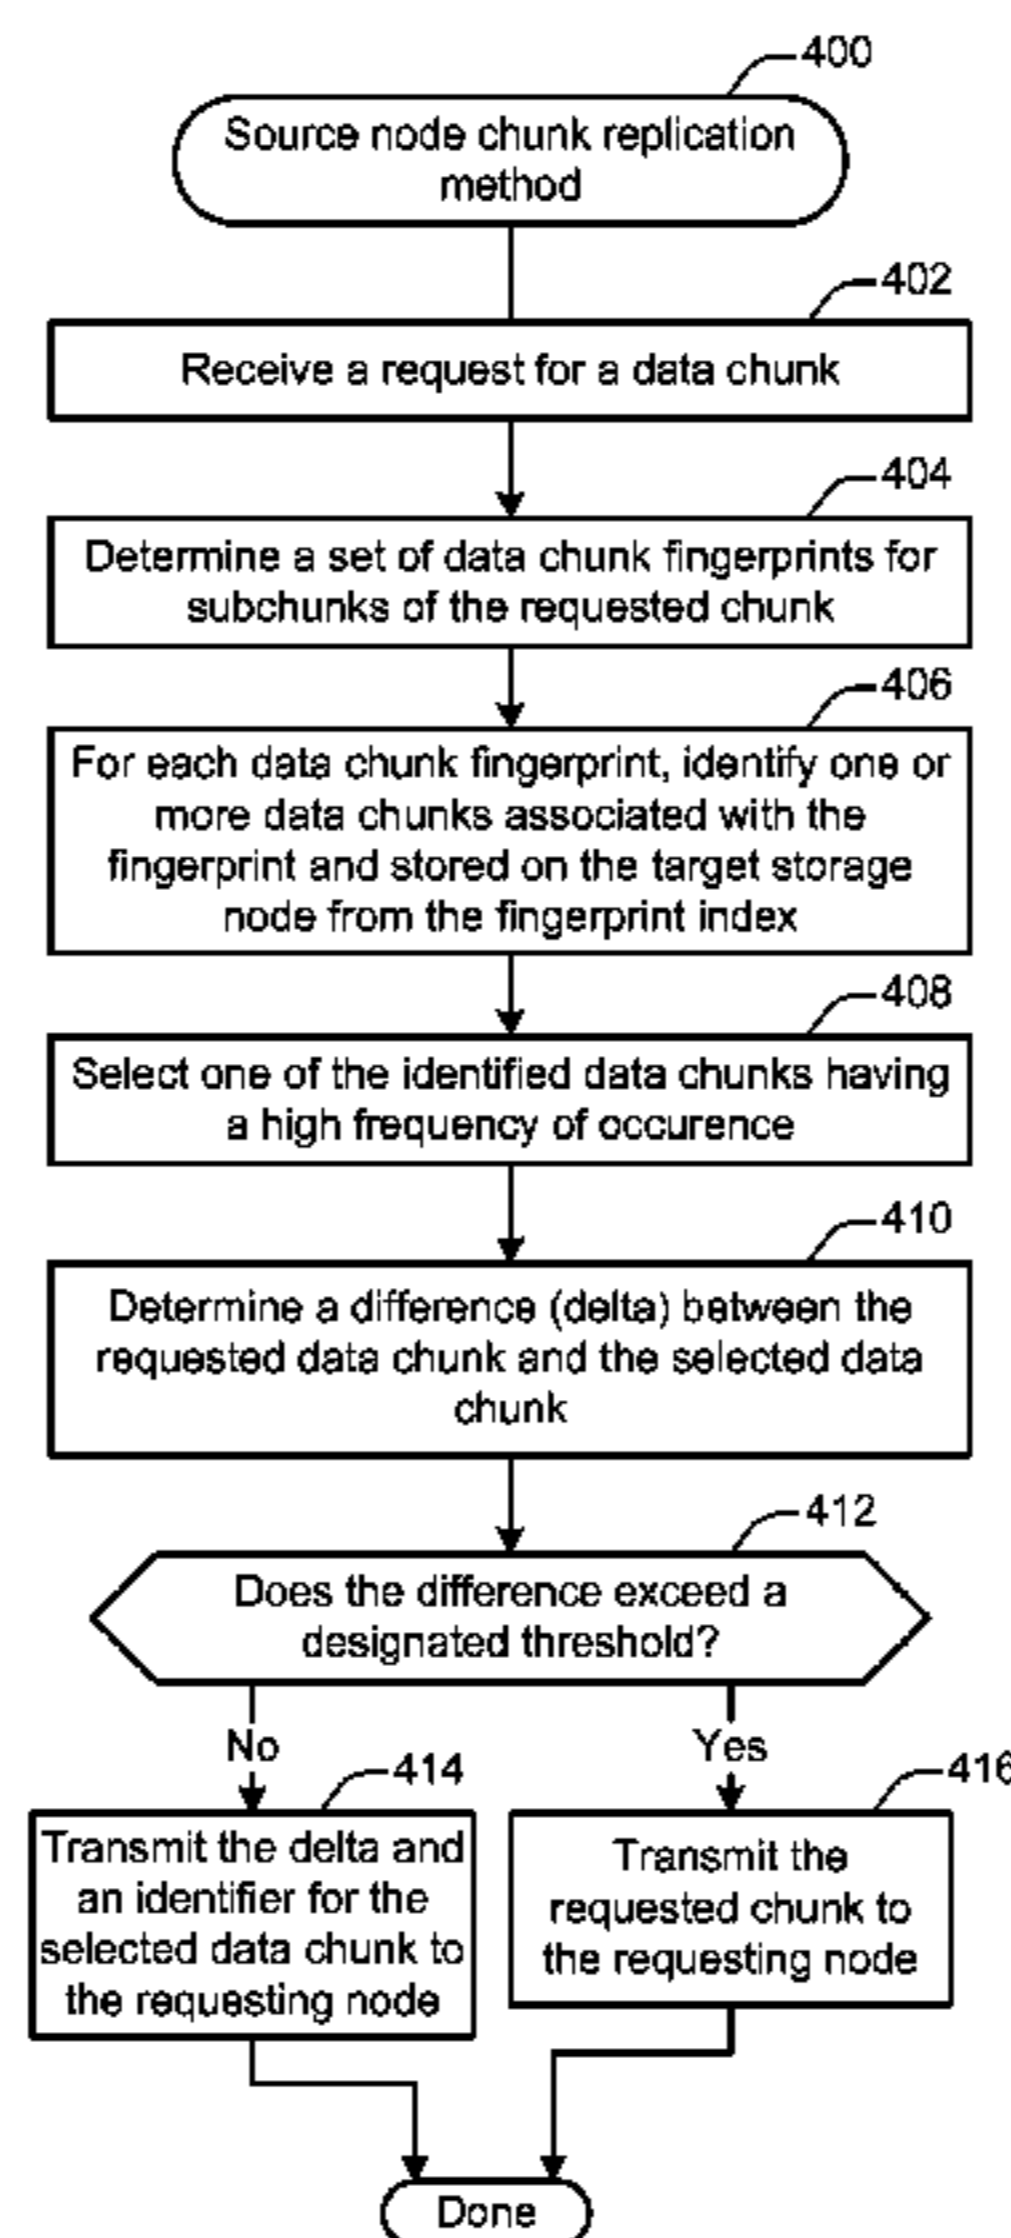 400
Source node chunk replication
method
402
Receive a request for a data chunk
404
Determine a set of data chunk fingerprints for
subchunks of the requested chunk
406
For each data chunk fingerprint, identify one or
more data chunks associated with the
fingerprint and stored on the target storage
node from the fingerprint index
408
Select one of the identified data chunks having
a high frequency of occurence
410
Determine a difference (delta) between the
requested data chunk and the selected data
chunk
412
Does the difference exceed a
designated threshold?
No
Yes
414
Transmit the delta and
an identifier for the
selected data chunk to
the requesting node
416
Transmit the
requested chunk to
the requesting node
Done